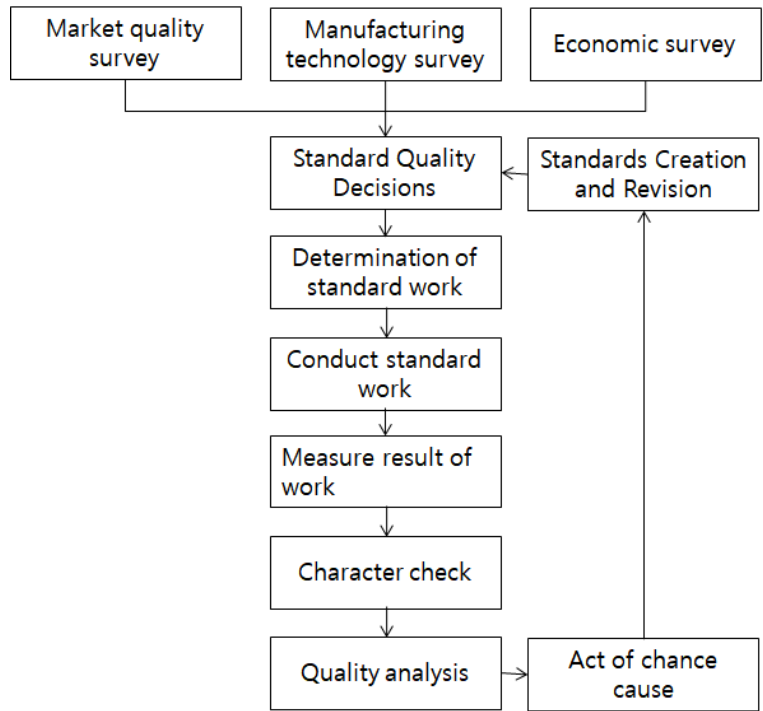 Market quality
survey
Manufacturing
technology survey
Economic survey
Standard Quality
Decisions
Standards Creation
and Revision
Determination of
standard work
Conduct standard
work
Measure result of
work
Character check
Quality analysis
Act of chance
cause